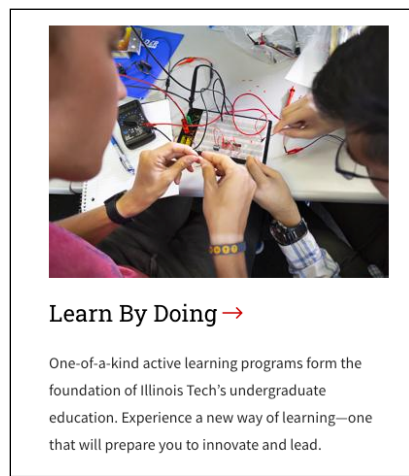 Learn By Doing →
One-of-a-kind active learning programs form the
foundation of Illinois Tech’s undergraduate
education. Experience a new way of learning—one
that will prepare you to innovate and lead.